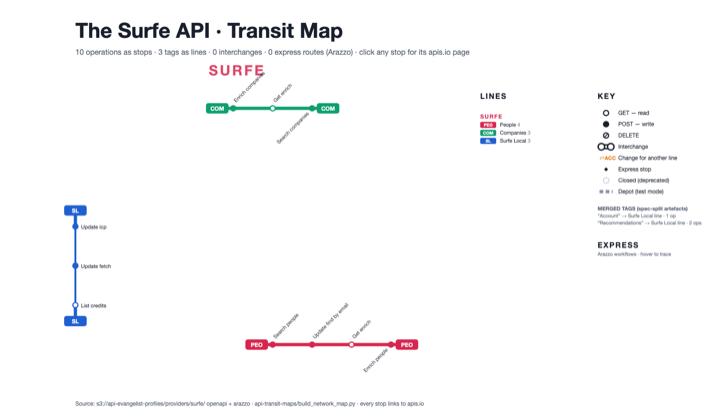 The Surfe API · Transit Map
10 operations as stops · 3 tags as lines · 0 interchanges · 0 express routes (Arazzo) · click any stop for its apis.io page
SURFE
COM
Enrich companies
Get enrich
Search companies
COM
SL
Update icp
Update fetch
List credits
SL
PEO
Search people
Update find by email
Get enrich
Enrich people
PEO
LINES
SURFE
PEO People 4
COM Companies 3
SL Surfe Local 3
KEY
GET — read
POST — write
DELETE
Interchange
Change for another line
Express stop
Closed (deprecated)
Depot (test mode)
MERGED TAGS (spec-split artefacts)
"Account" → Surfe Local line · 1 op
"Recommendations" → Surfe Local line · 2 ops
EXPRESS
Arazzo workflows · hover to trace
Source: s3://api-evangelist-profiles/providers/surfe/ openapi + arazzo · api-transit-maps/build_network_map.py · every stop links to apis.io